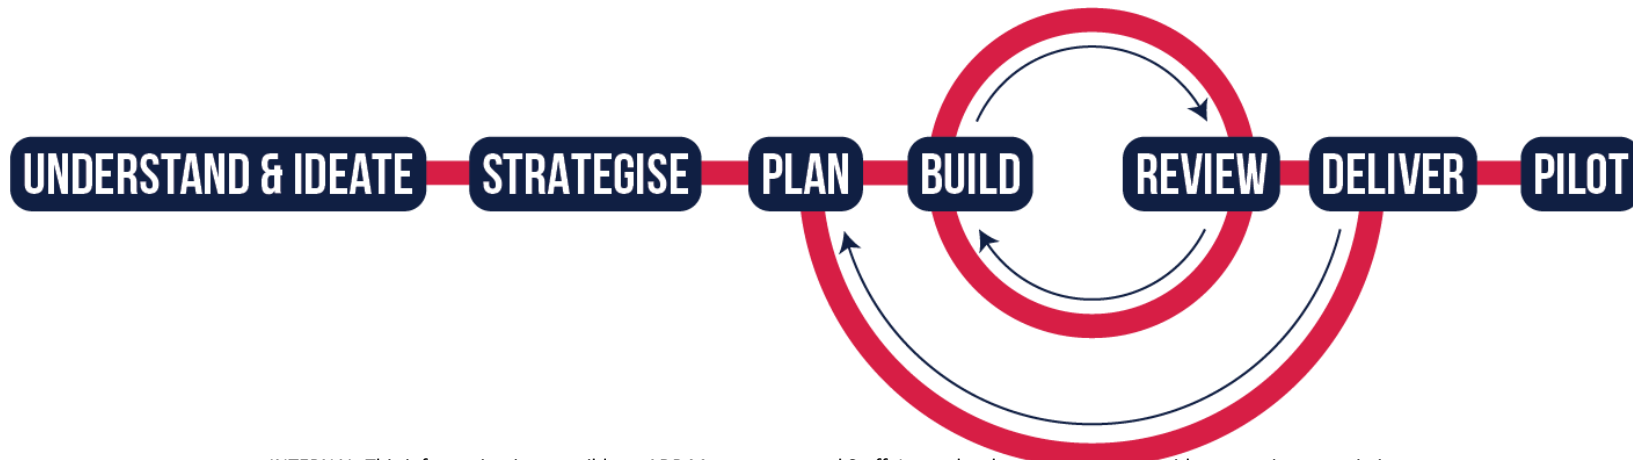 UNDERSTAND & IDEATE
STRATEGISE
PLAN
BUILD
REVIEW
DELIVER
PILOT